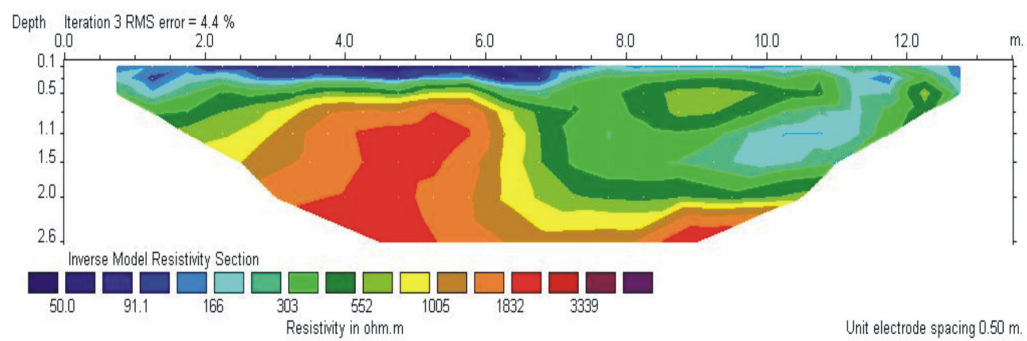 Depth Iteration 3 RMS error = 4.4 %
0.0 2.0 4.0 6.0 8.0 10.0 12.0 m.
0.1
0.5
1.1
1.5
2.0
2.6
Inverse Model Resistivity Section
50.0 91.1 166 303 552 1005 1832 3339
Resistivity in ohm.m Unit electrode spacing 0.50 m.